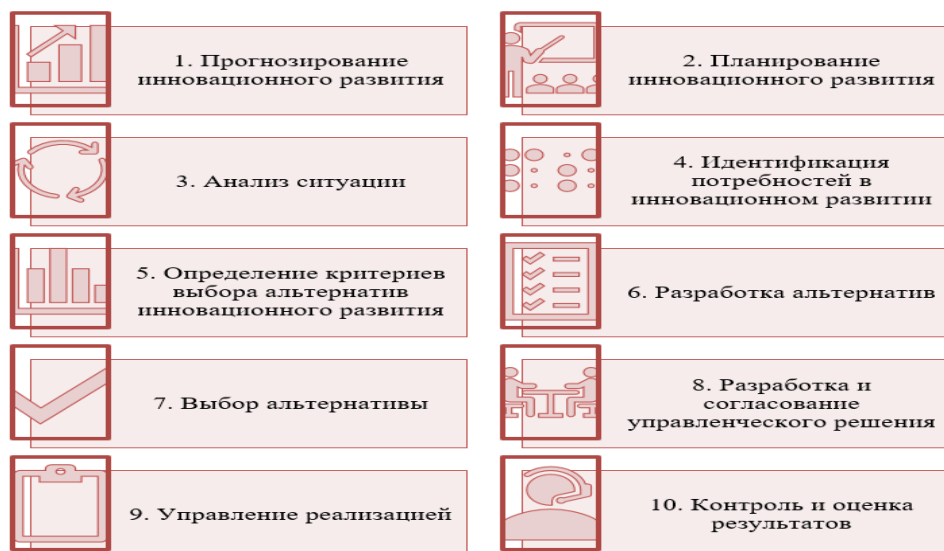 1. Прогнозирование
инновационного развития
2. Планирование
инновационного развития
3. Анализ ситуации
4. Идентификация
потребностей в
инновационном развитии
5. Определение критериев
выбора альтернатив
инновационного развития
6. Разработка альтернатив
7. Выбор альтернативы
8. Разработка и
согласование
управленческого решения
9. Управление реализацией
10. Контроль и оценка
результатов